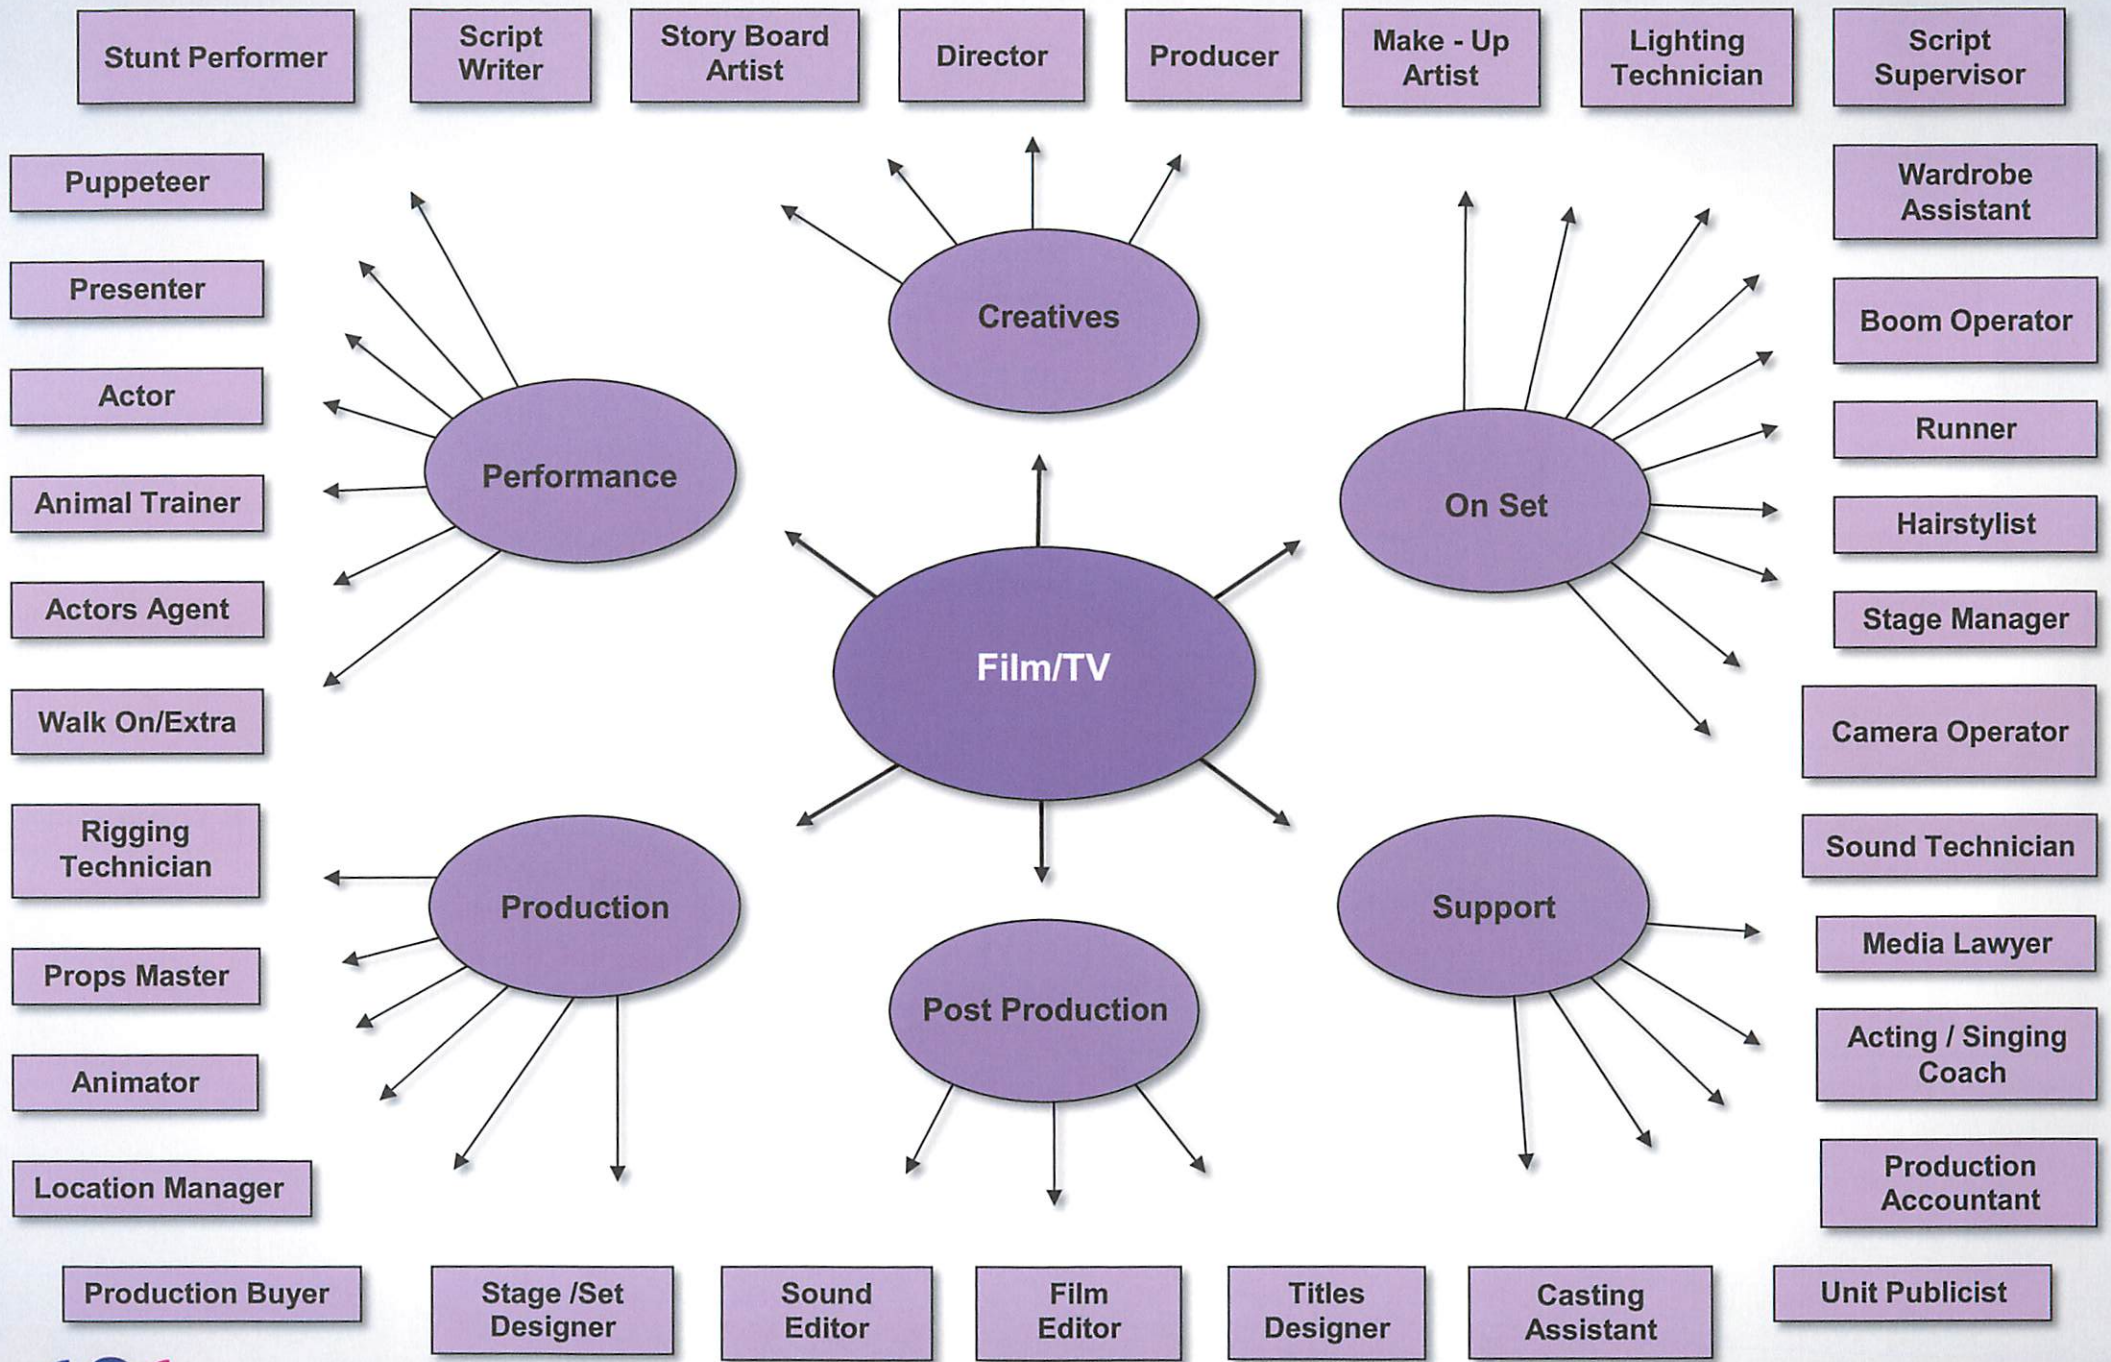 Stunt Performer
Script
Writer
Story Board
Artist
Director
Producer
Make - Up
Artist
Lighting
Technician
Script
Supervisor
Puppeteer
Presenter
Actor
Animal Trainer
Actors Agent
Walk On/Extra
Rigging
Technician
Props Master
Animator
Location Manager
Creatives
Performance
On Set
Film/TV
Production
Post Production
Support
Wardrobe
Assistant
Boom Operator
Runner
Hairstylist
Stage Manager
Camera Operator
Sound Technician
Media Lawyer
Acting / Singing
Coach
Production
Accountant
Production Buyer
Stage /Set
Designer
Sound
Editor
Film
Editor
Titles
Designer
Casting
Assistant
Unit Publicist